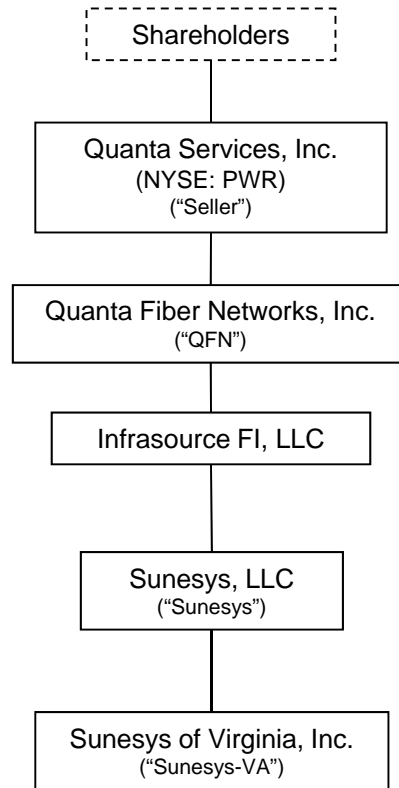 Shareholders
Quanta Services, Inc.
(NYSE: PWR)
(“Seller”)
Quanta Fiber Networks, Inc.
(“QFN”)
Infrasource FI, LLC
Sunesys, LLC
(“Sunesys”)
Sunesys of Virginia, Inc.
(“Sunesys-VA”)